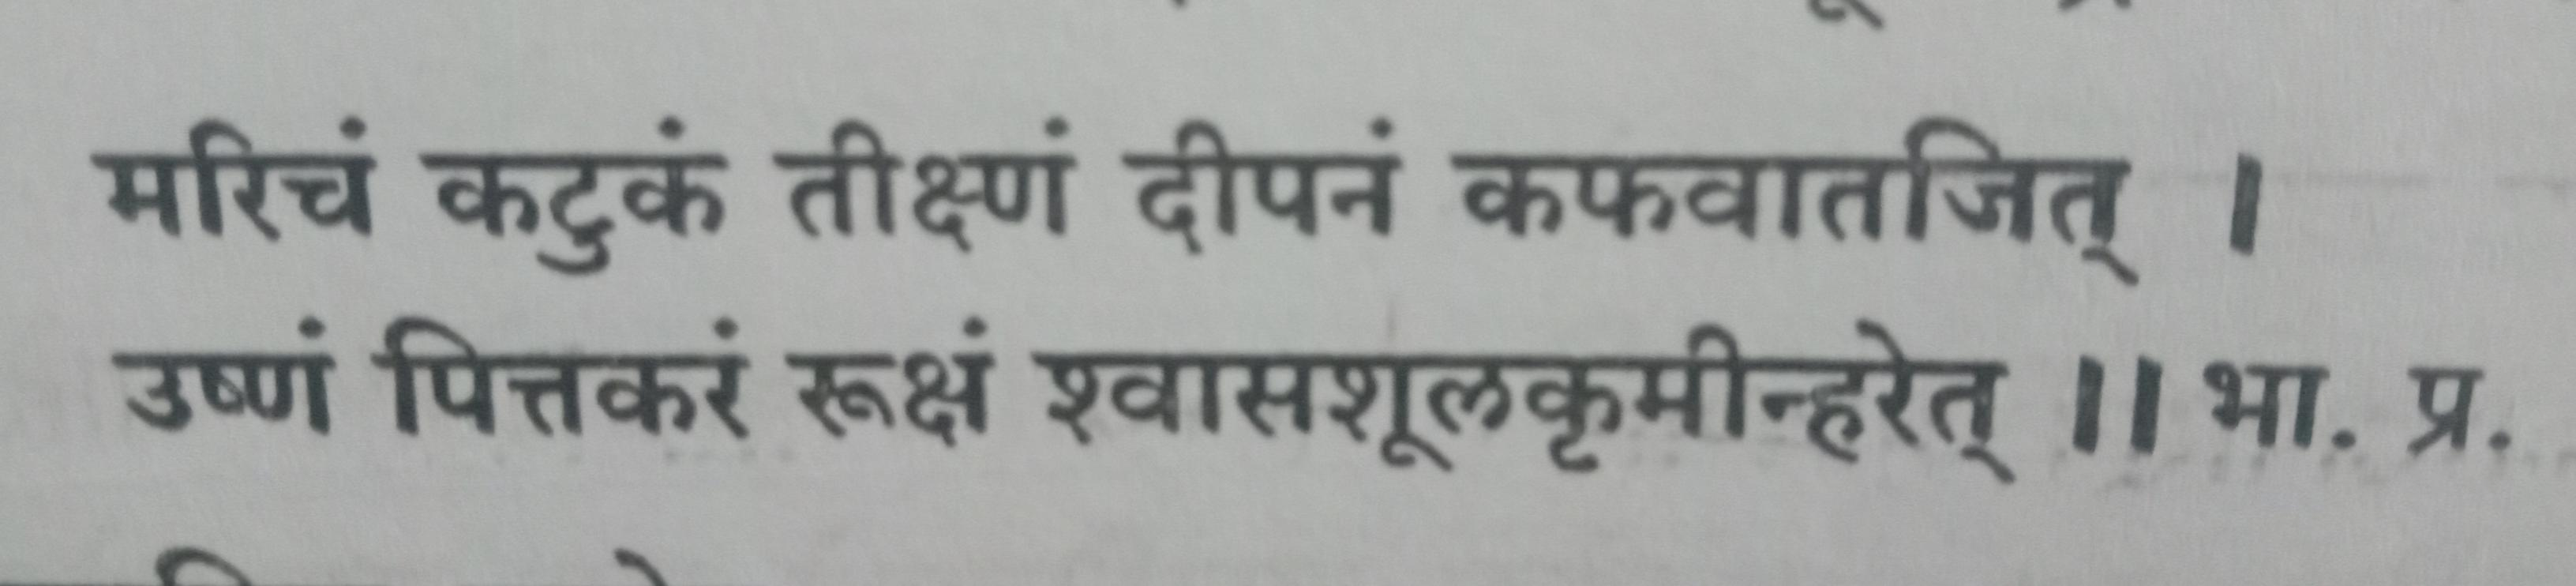 मरिचं कटुकं तीक्ष्णं दीपनं कफवातजित् ।
उष्णं पित्तकरं रूक्षं श्वासशूलकृमीन्हरेत् ।। भा. प्र.